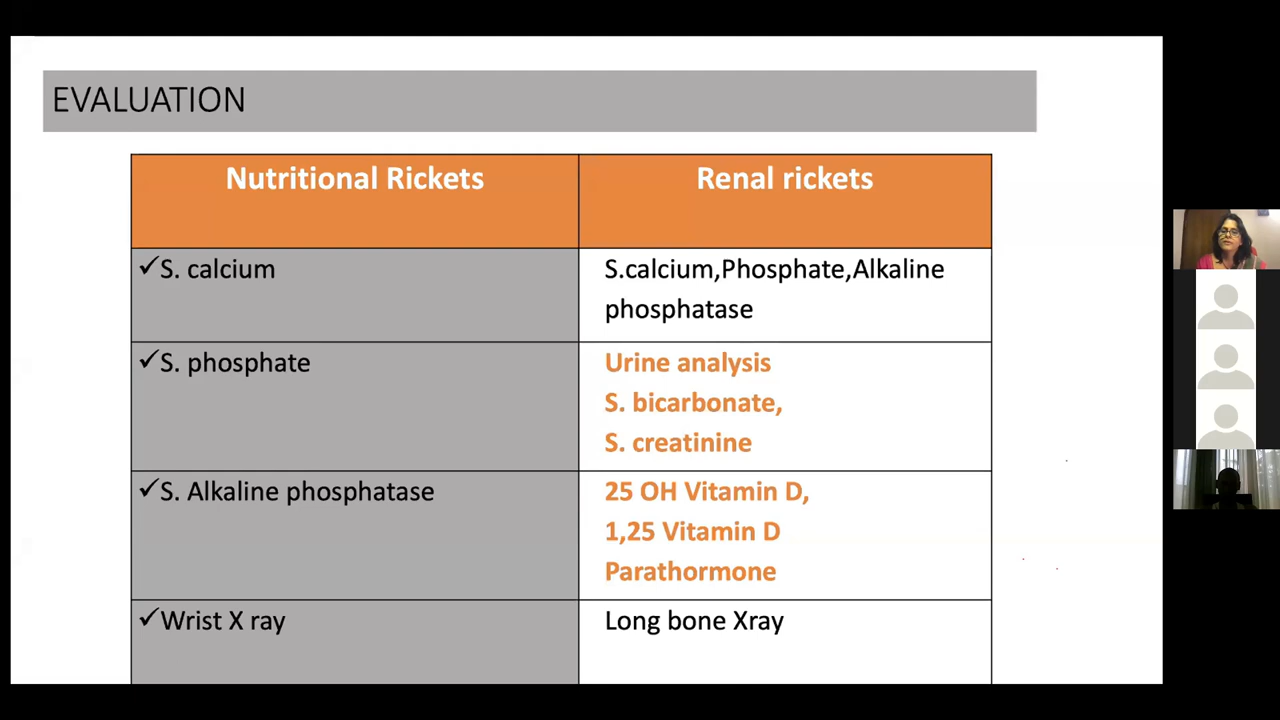 EVALUATION
Nutritional Rickets
Renal rickets
✓S. calcium
S.calcium,Phosphate,Alkaline
phosphatase
✓S. phosphate
Urine analysis
S. bicarbonate,
S. creatinine
✓S. Alkaline phosphatase
25 OH Vitamin D,
1,25 Vitamin D
Parathormone
✓Wrist X ray
Long bone Xray